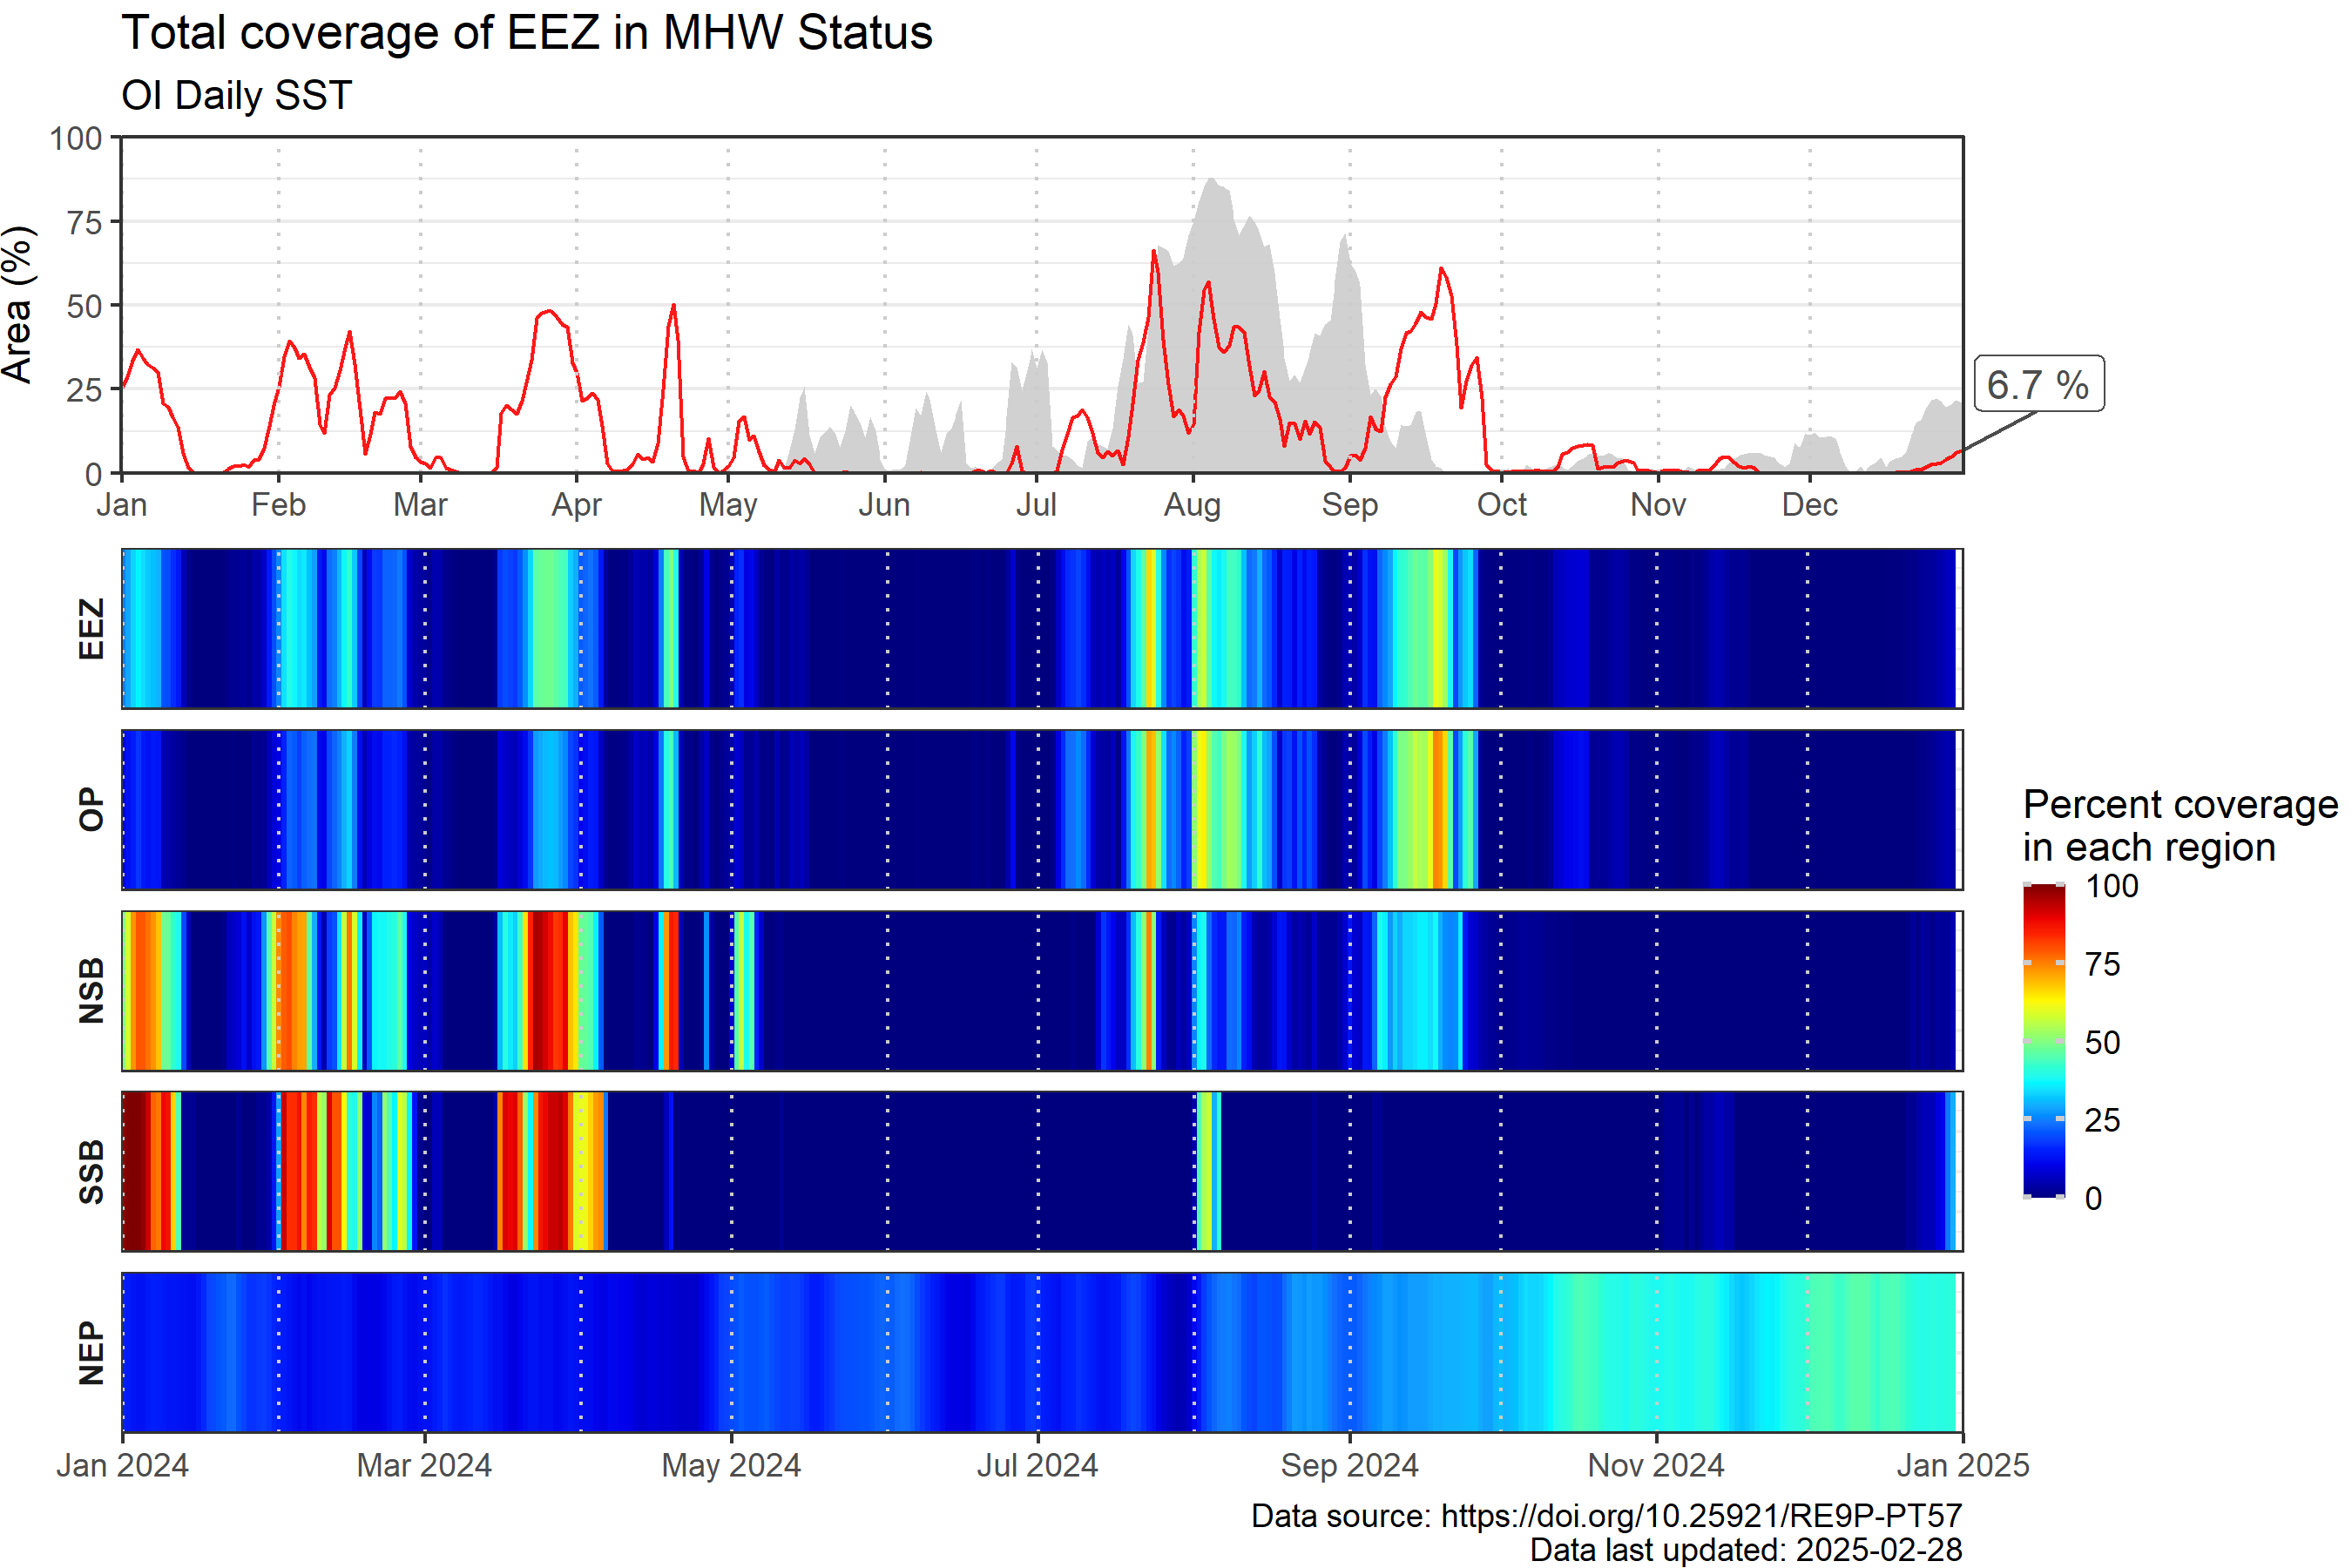 Total coverage of EEZ in MHW Status
OI Daily SST
Area (%)
100
75
50
25
0
Jan Feb Mar Apr May Jun Jul Aug Sep Oct Nov Dec
6.7 %
EEZ
OP
NSB
SSB
NEP
Percent coverage
in each region
100
75
50
25
0
Jan 2024 Mar 2024 May 2024 Jul 2024 Sep 2024 Nov 2024 Jan 2025
Data source: https://doi.org/10.25921/RE9P-PT57
Data last updated: 2025-02-28